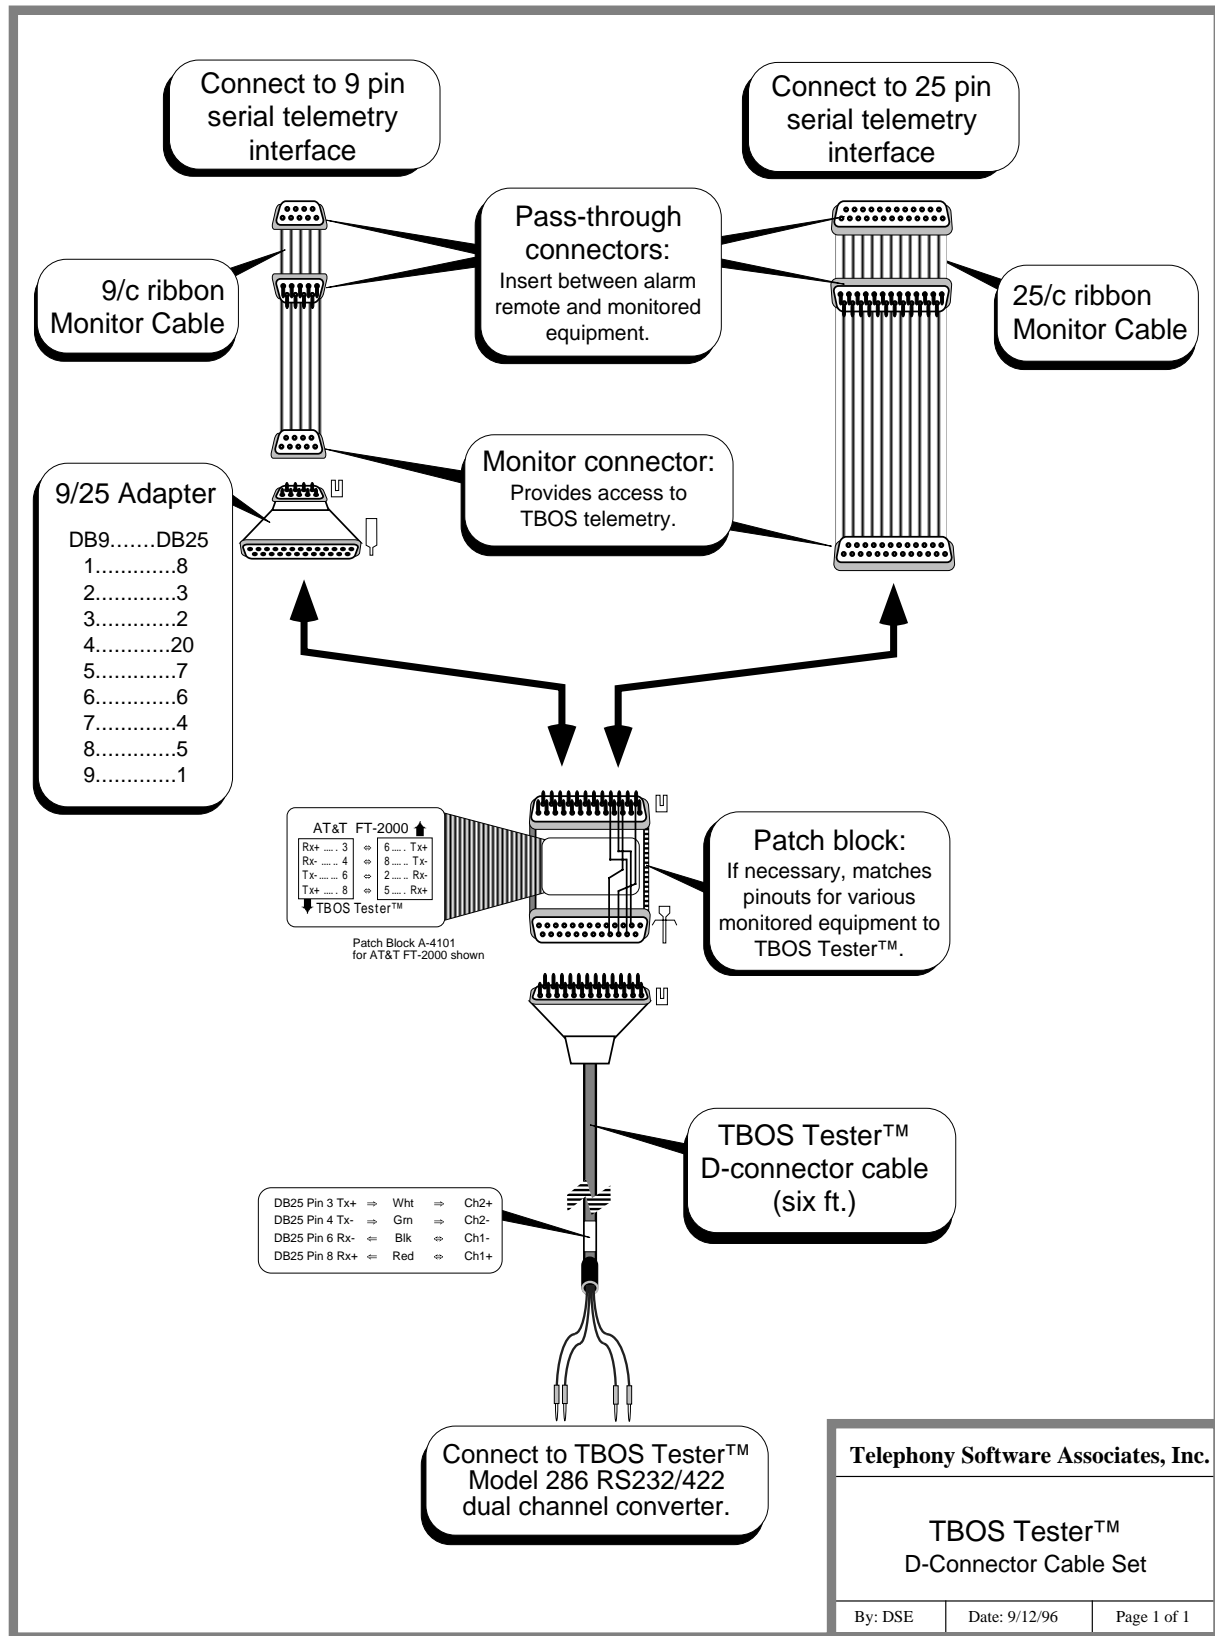 Connect to 9 pin
serial telemetry
interface
Connect to 25 pin
serial telemetry
interface
Pass-through
connectors:
Insert between alarm
remote and monitored
equipment.
9/c ribbon
Monitor Cable
25/c ribbon
Monitor Cable
Monitor connector:
Provides access to
TBOS telemetry.
9/25 Adapter
DB9.......DB25
1.............8
2.............3
3.............2
4............20
5.............7
6.............6
7.............4
8.............5
9.............1
AT&T FT-2000
Rx+ ..... 3 ⇔ 6 ..... Tx+
Rx- ..... 4 ⇔ 8 ..... Tx-
Tx- ...... 6 ⇔ 2 ..... Rx-
Tx+ ..... 8 ⇔ 5 ..... Rx+
TBOS Tester™
Patch Block A-4101
for AT&T FT-2000 shown
Patch block:
If necessary, matches
pinouts for various
monitored equipment to
TBOS Tester™.
TBOS Tester™
D-connector cable
(six ft.)
DB25 Pin 3 Tx+ ⇒ Wht ⇒ Ch2+
DB25 Pin 4 Tx- ⇒ Grn ⇒ Ch2-
DB25 Pin 6 Rx- ⇐ Blk ⇔ Ch1-
DB25 Pin 8 Rx+ ⇐ Red ⇔ Ch1+
Connect to TBOS Tester™
Model 286 RS232/422
dual channel converter.
Telephony Software Associates, Inc.
TBOS Tester™
D-Connector Cable Set
By: DSE Date: 9/12/96 Page 1 of 1